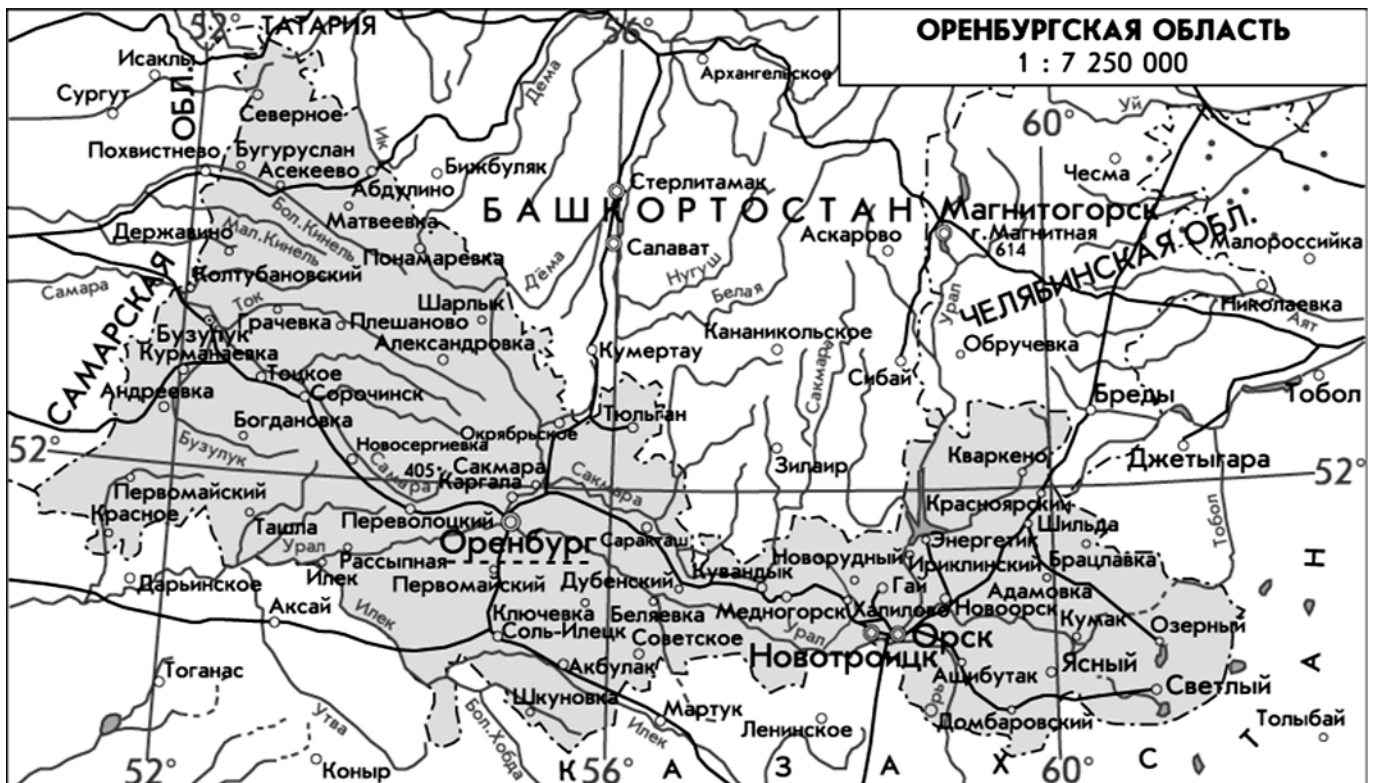 ОРЕНБУРГСКАЯ ОБЛАСТЬ
1 : 7 250 000
52°
ТАТАРИЯ
56°
60°
Исаклы
Архангельское
Сургут
ОБЛ.
Северное
Ик
Дёма
Уй
Похвистнево
Бугуруслан
Асекеево
Абдулино
Бижбуляк
Чесма
Стерлитамак
Матвеевка
БАШКОРТОСТАН
Магнитогорск
Державино
Мал.Кинель
Бол.Кинель
Понамаревка
Салават
Аскарово
г.Магнитная
614
Малороссийка
Колтубановский
Самара
САМАРСКАЯ
Дёма
Нугуш
Белая
Урал
ЧЕЛЯБИНСКАЯ ОБЛ.
Николаевка
Аят
Ток
Шарлык
Бузулук
Грачевка
Плешаново
Кананикольское
Курманаевка
Александровка
Кумертау
Обручевка
Андреевка
Тоцкое
Сорочинск
Сакмара
Сибай
Бреды
Тобол
Богдановка
Тюльган
Окрябрьское
52°
Бузулук
Новосергиевка
405
Самара
Сакмара
Каргала
Зилаир
Кваркено
Джетыгара
52°
Первомайский
Сакмара
Красноярский
Тобол
Красное
Ташла
Переволоцкий
Шильда
Урал
Оренбург
Саракташ
Энергетик
Рассыпная
Новорудный
Ириклинский
Брацлавка
Н
Дарьинское
Илек
Первомайский
Дубенский
Кувандык
Гай
Адамовка
Аксай
Илек
Ключевка
Беляевка
Медногорск
Халилово
Новоорск
Кумак
Озерный
Соль-Илецк
Советское
Урал
Орск
Новотроицк
Тоганас
Акбулак
Ащибутак
Ясный
А
Шкуновка
Светлый
Утва
Бол.Хобда
Илек
Мартук
Ленинское
Домбаровский
Толыбай
52°
Коныр
К
56°
А
З
А
Х
60°
С
Т